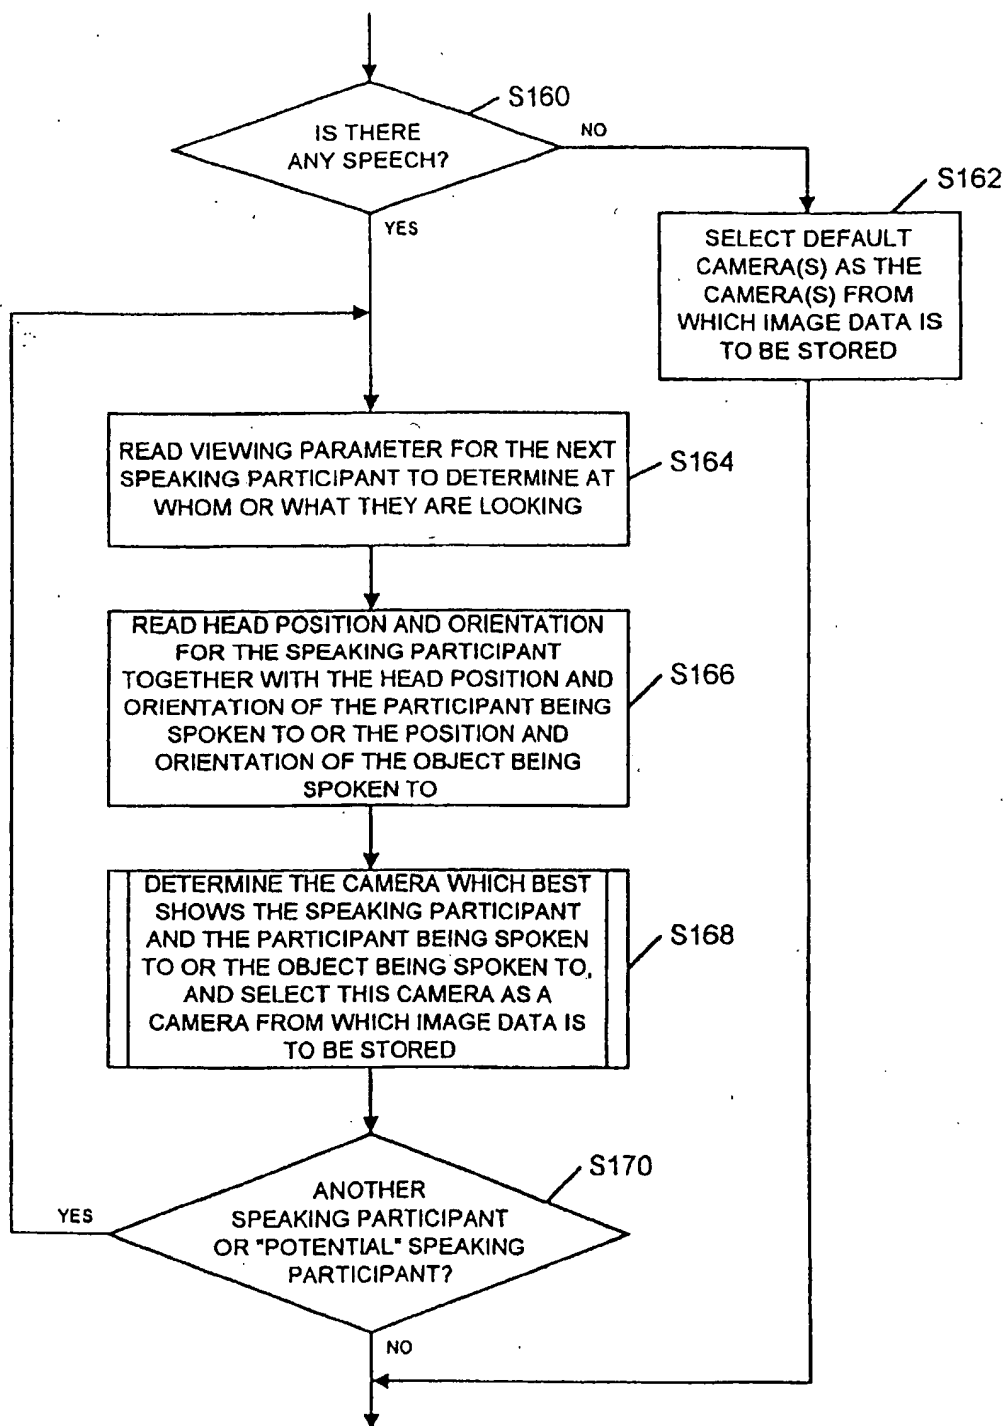 S160
IS THERE
ANY SPEECH?
NO
YES
S162
SELECT DEFAULT
CAMERA(S) AS THE
CAMERA(S) FROM
WHICH IMAGE DATA IS
TO BE STORED
READ VIEWING PARAMETER FOR THE NEXT
SPEAKING PARTICIPANT TO DETERMINE AT
WHOM OR WHAT THEY ARE LOOKING
S164
READ HEAD POSITION AND ORIENTATION
FOR THE SPEAKING PARTICIPANT
TOGETHER WITH THE HEAD POSITION AND
ORIENTATION OF THE PARTICIPANT BEING
SPOKEN TO OR THE POSITION AND
ORIENTATION OF THE OBJECT BEING
SPOKEN TO
S166
DETERMINE THE CAMERA WHICH BEST
SHOWS THE SPEAKING PARTICIPANT
AND THE PARTICIPANT BEING SPOKEN
TO OR THE OBJECT BEING SPOKEN TO,
AND SELECT THIS CAMERA AS A
CAMERA FROM WHICH IMAGE DATA IS
TO BE STORED
S168
S170
ANOTHER
SPEAKING PARTICIPANT
OR "POTENTIAL" SPEAKING
PARTICIPANT?
YES
NO